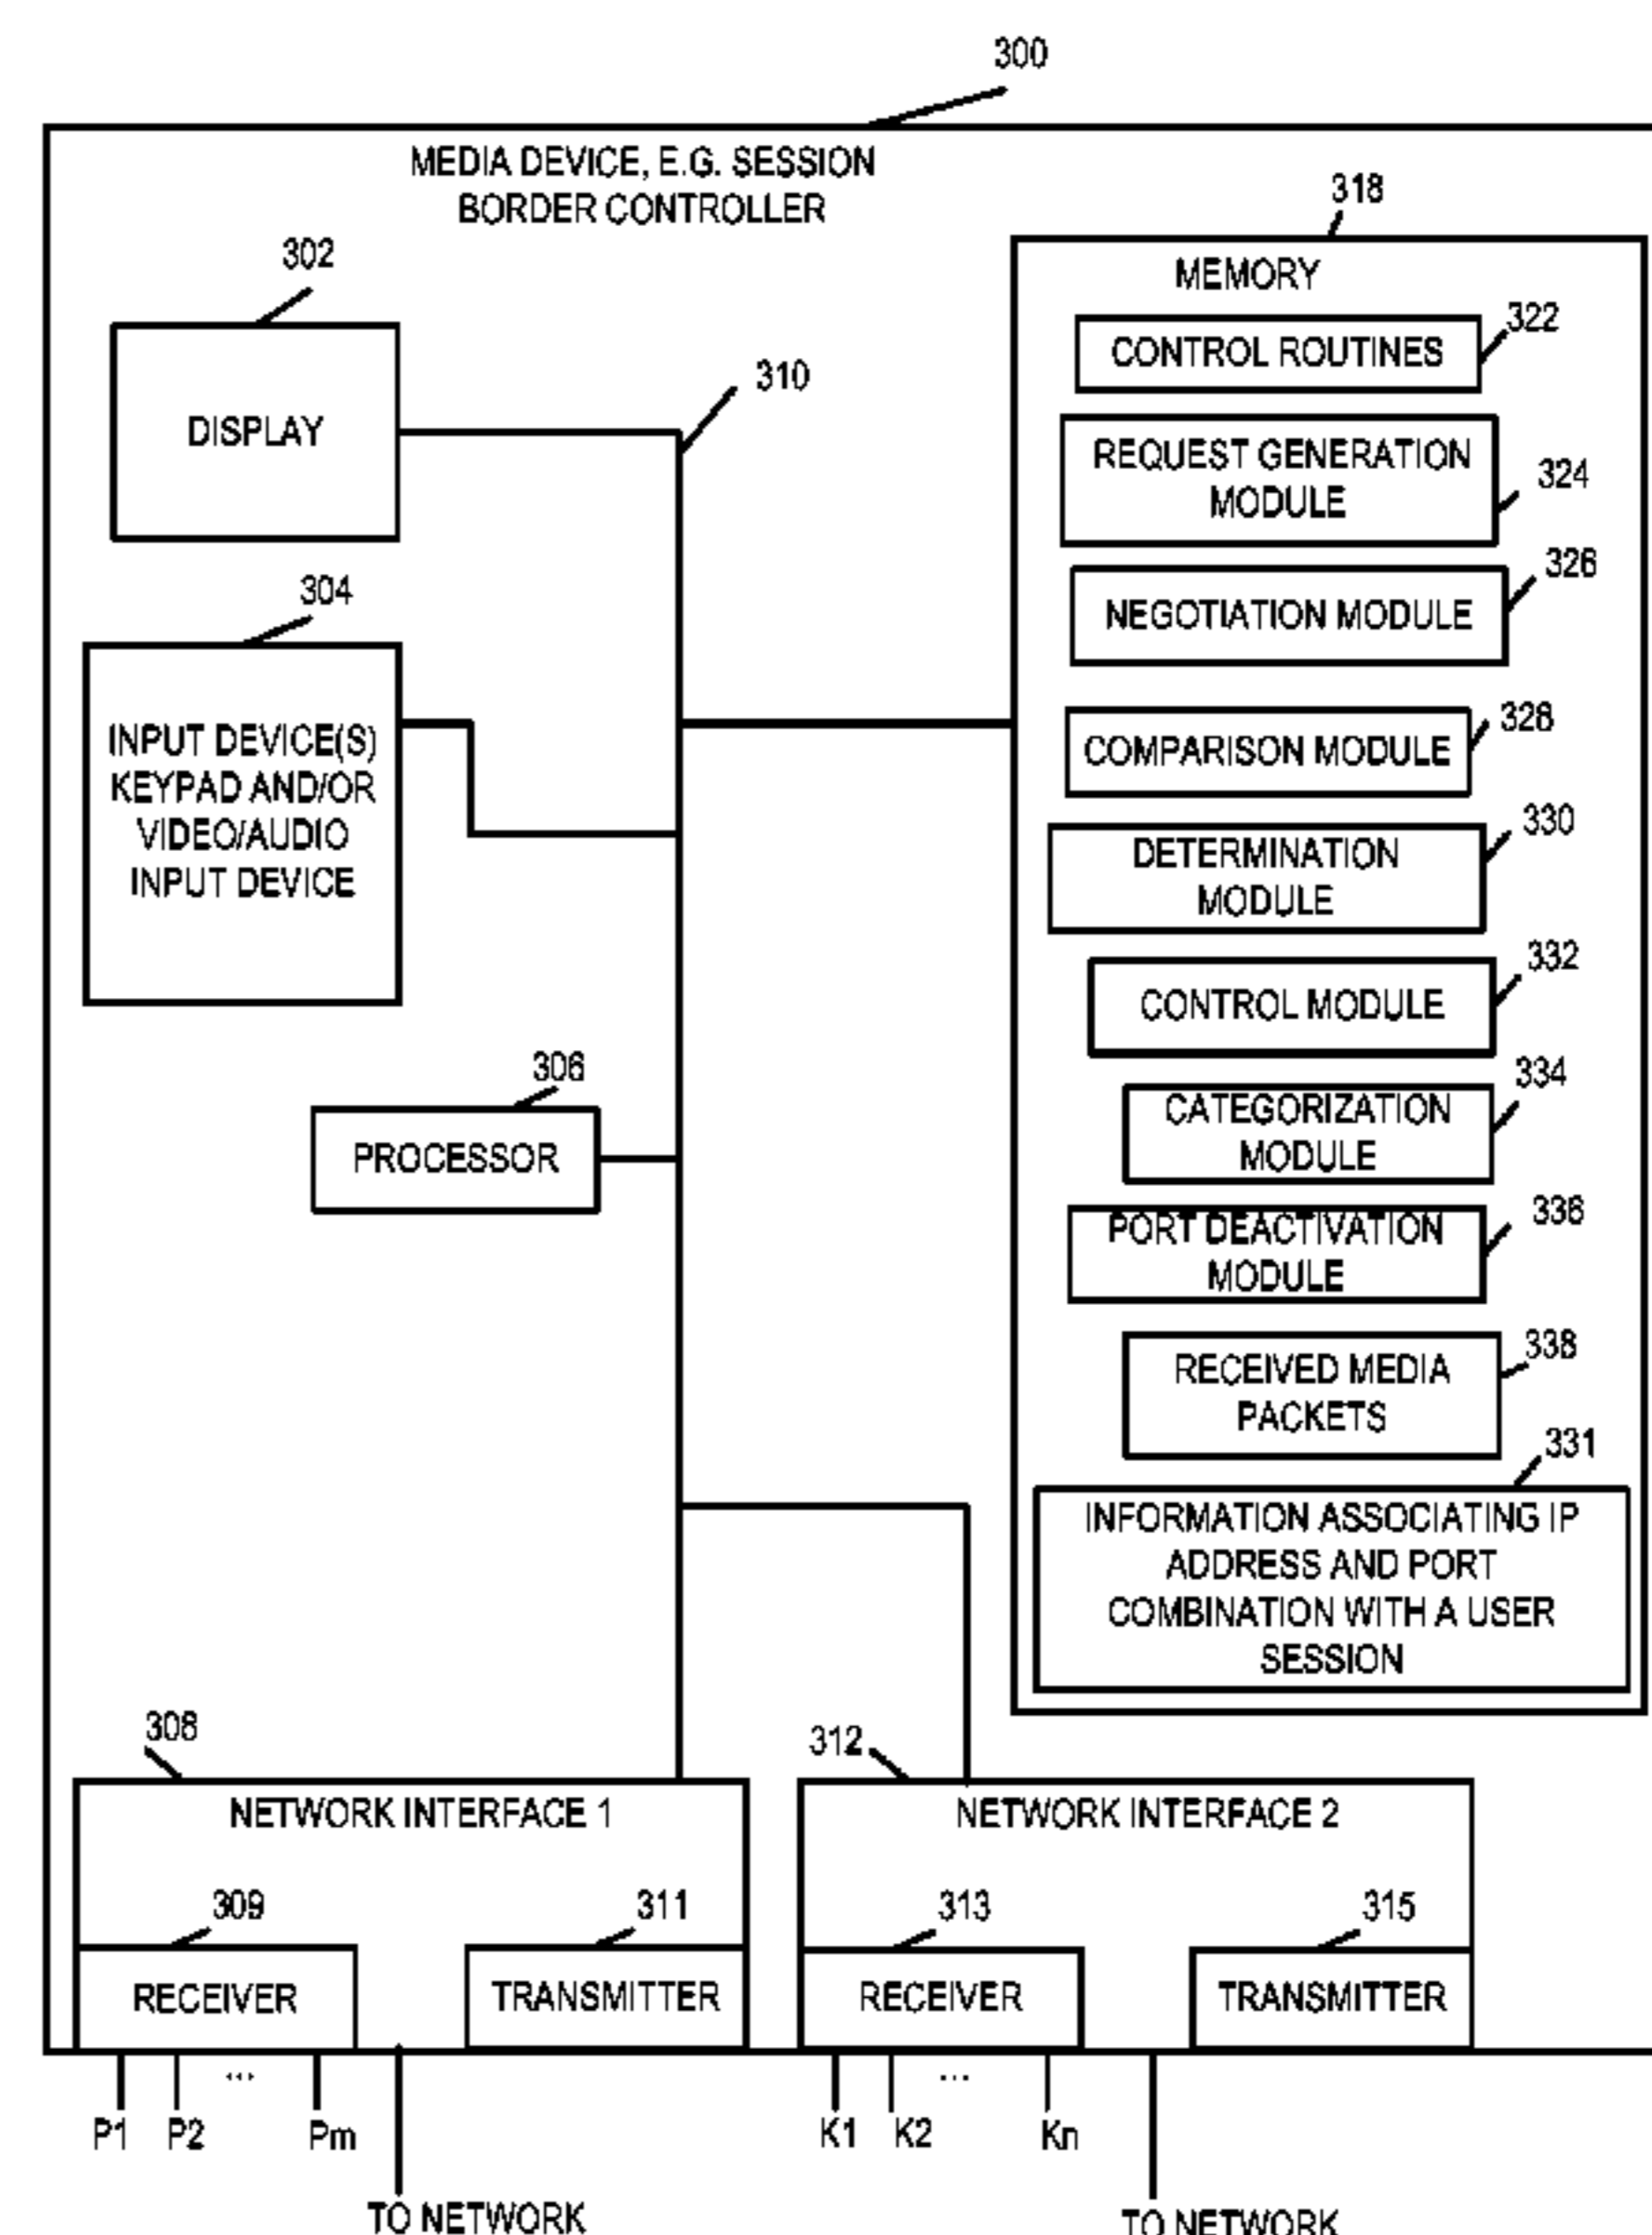 300
MEDIA DEVICE, E.G. SESSION
BORDER CONTROLLER
302
DISPLAY
310
304
INPUT DEVICE(S)
KEYPAD AND/OR
VIDEO/AUDIO
INPUT DEVICE
306
PROCESSOR
318
MEMORY
322
CONTROL ROUTINES
324
REQUEST GENERATION
MODULE
326
NEGOTIATION MODULE
328
COMPARISON MODULE
330
DETERMINATION
MODULE
332
CONTROL MODULE
334
CATEGORIZATION
MODULE
336
PORT DEACTIVATION
MODULE
338
RECEIVED MEDIA
PACKETS
331
INFORMATION ASSOCIATING IP
ADDRESS AND PORT
COMBINATION WITH A USER
SESSION
308
NETWORK INTERFACE 1
309
RECEIVER
311
TRANSMITTER
P1
P2
...
Pm
TO NETWORK
312
NETWORK INTERFACE 2
313
RECEIVER
315
TRANSMITTER
K1
K2
...
Kn
TO NETWORK